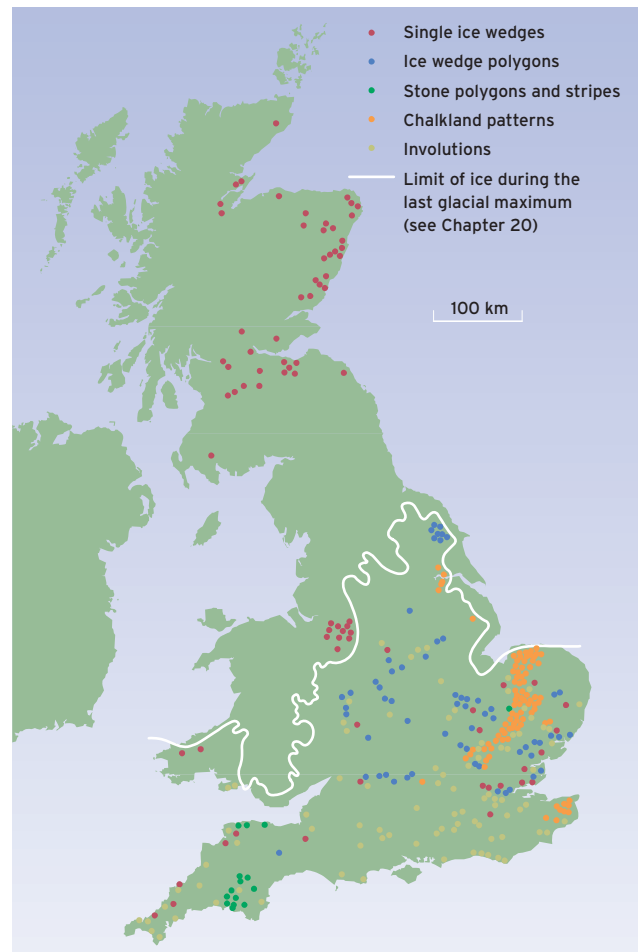 Single ice wedges
Ice wedge polygons
Stone polygons and stripes
Chalkland patterns
Involutions
Limit of ice during the
last glacial maximum
(see Chapter 20)
100 km